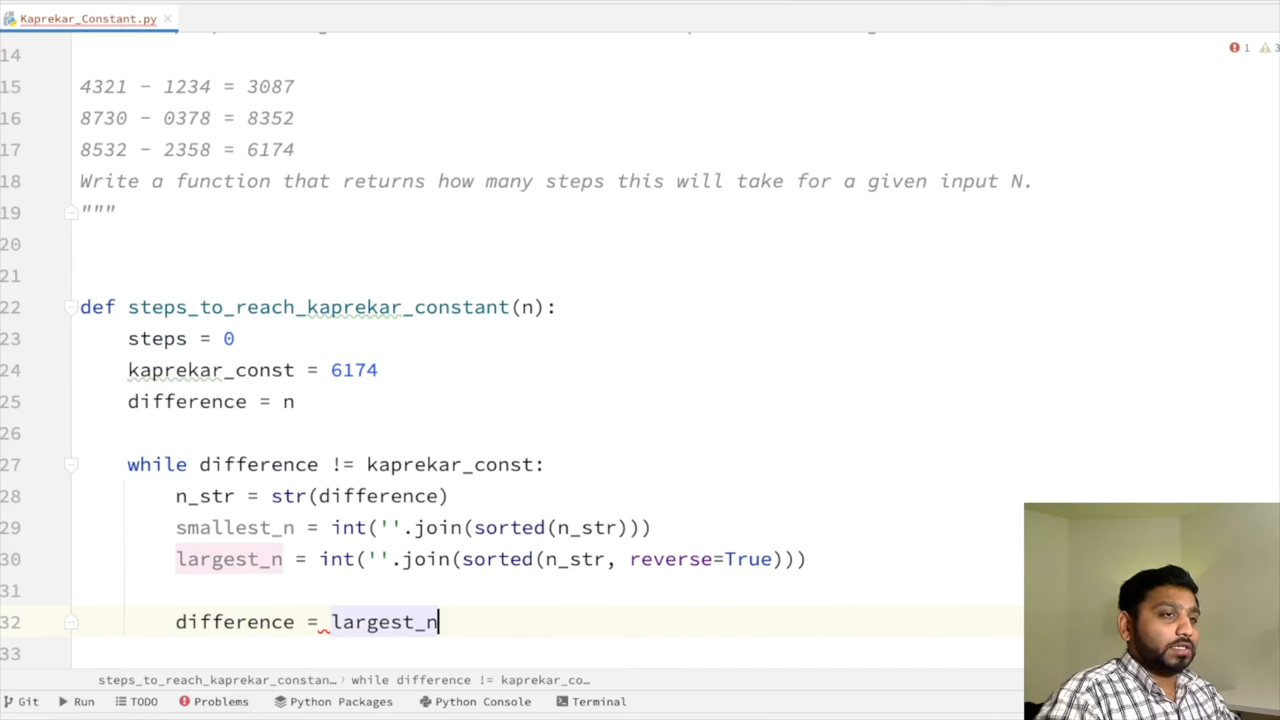 Kaprekar_Constant.py
1 3
14
15 4321 - 1234 = 3087
16 8730 - 0378 = 8352
17 8532 - 2358 = 6174
18 Write a function that returns how many steps this will take for a given input N.
19 """
20
21
22 def steps_to_reach_kaprekar_constant(n):
23 steps = 0
24 kaprekar_const = 6174
25 difference = n
26
27 while difference != kaprekar_const:
28 n_str = str(difference)
29 smallest_n = int(''.join(sorted(n_str)))
30 largest_n = int(''.join(sorted(n_str, reverse=True)))
31
32 difference = largest_n
33
steps_to_reach_kaprekar_constan... › while difference != kaprekar_co...
Git Run TODO Problems Python Packages Python Console Terminal